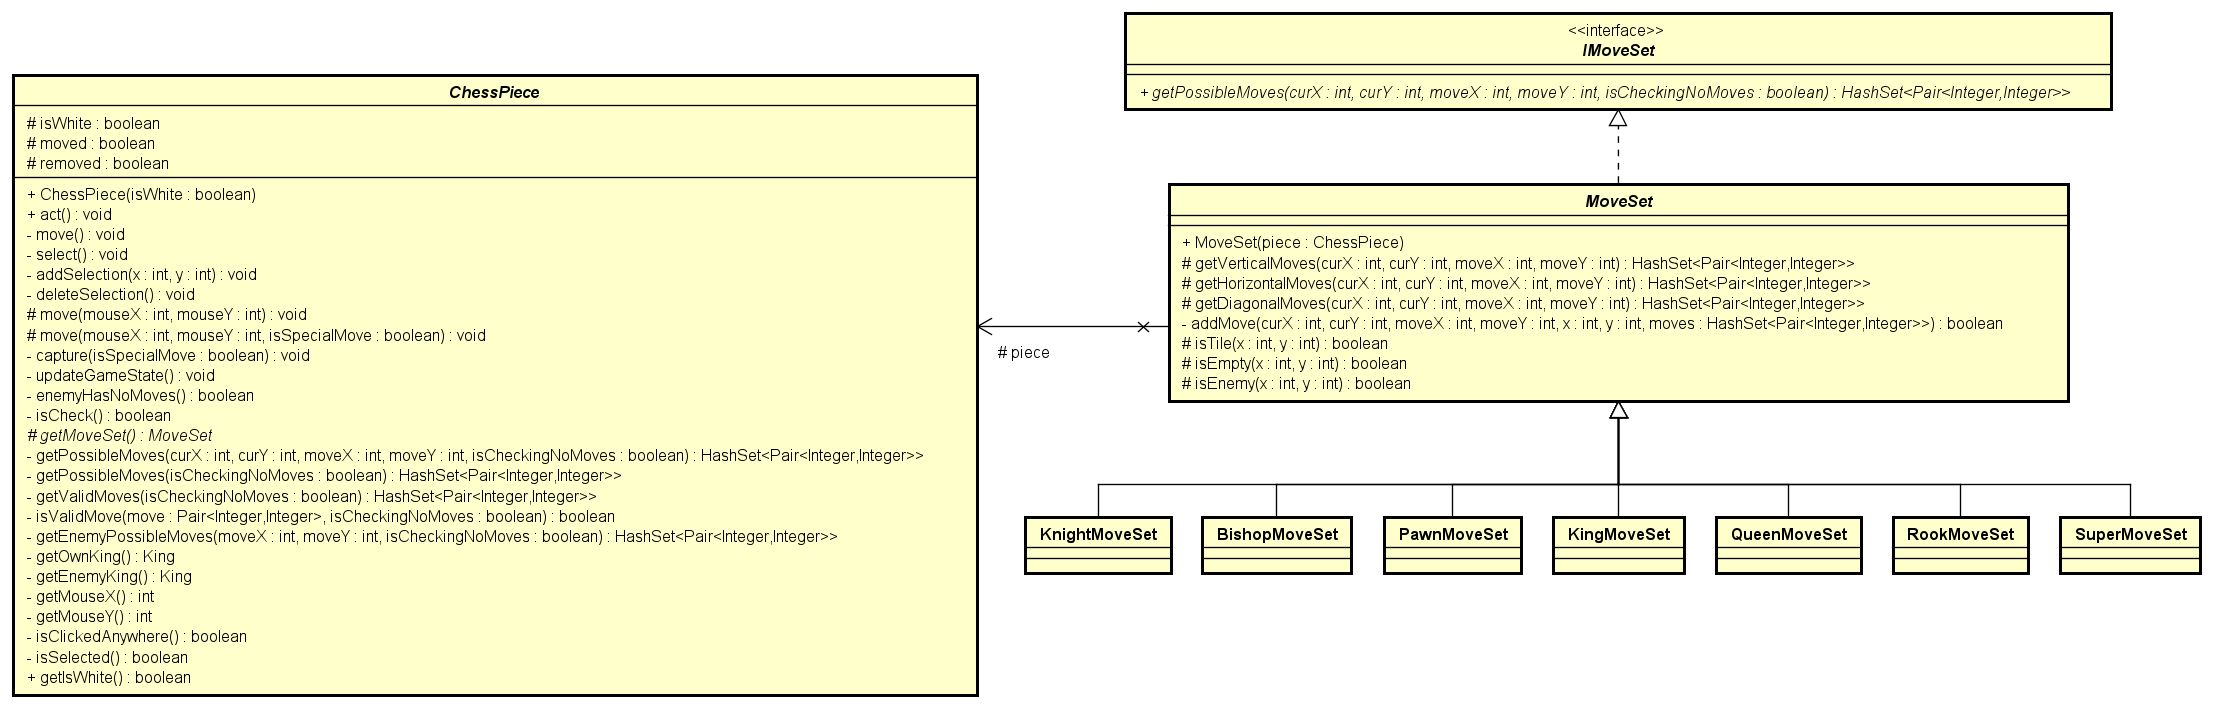 ChessPiece
# isWhite : boolean
# moved : boolean
# removed : boolean
+ ChessPiece(isWhite : boolean)
+ act() : void
- move() : void
- select() : void
- addSelection(x : int, y : int) : void
- deleteSelection() : void
# move(mouseX : int, mouseY : int) : void
# move(mouseX : int, mouseY : int, isSpecialMove : boolean) : void
- capture(isSpecialMove : boolean) : void
- updateGameState() : void
- enemyHasNoMoves() : boolean
- isCheck() : boolean
# getMoveSet() : MoveSet
- getPossibleMoves(curX : int, curY : int, moveX : int, moveY : int, isCheckingNoMoves : boolean) : HashSet<Pair<Integer,Integer>>
- getPossibleMoves(isCheckingNoMoves : boolean) : HashSet<Pair<Integer,Integer>>
- getValidMoves(isCheckingNoMoves : boolean) : HashSet<Pair<Integer,Integer>>
- isValidMove(move : Pair<Integer,Integer>, isCheckingNoMoves : boolean) : boolean
- getEnemyPossibleMoves(moveX : int, moveY : int, isCheckingNoMoves : boolean) : HashSet<Pair<Integer,Integer>>
- getOwnKing() : King
- getEnemyKing() : King
- getMouseX() : int
- getMouseY() : int
- isClickedAnywhere() : boolean
- isSelected() : boolean
+ getIsWhite() : boolean
# piece
<<interface>>
IMoveSet
+ getPossibleMoves(curX : int, curY : int, moveX : int, moveY : int, isCheckingNoMoves : boolean) : HashSet<Pair<Integer,Integer>>
MoveSet
+ MoveSet(piece : ChessPiece)
# getVerticalMoves(curX : int, curY : int, moveX : int, moveY : int) : HashSet<Pair<Integer,Integer>>
# getHorizontalMoves(curX : int, curY : int, moveX : int, moveY : int) : HashSet<Pair<Integer,Integer>>
# getDiagonalMoves(curX : int, curY : int, moveX : int, moveY : int) : HashSet<Pair<Integer,Integer>>
- addMove(curX : int, curY : int, moveX : int, moveY : int, x : int, y : int, moves : HashSet<Pair<Integer,Integer>>) : boolean
# isTile(x : int, y : int) : boolean
# isEmpty(x : int, y : int) : boolean
# isEnemy(x : int, y : int) : boolean
KnightMoveSet
BishopMoveSet
PawnMoveSet
KingMoveSet
QueenMoveSet
RookMoveSet
SuperMoveSet